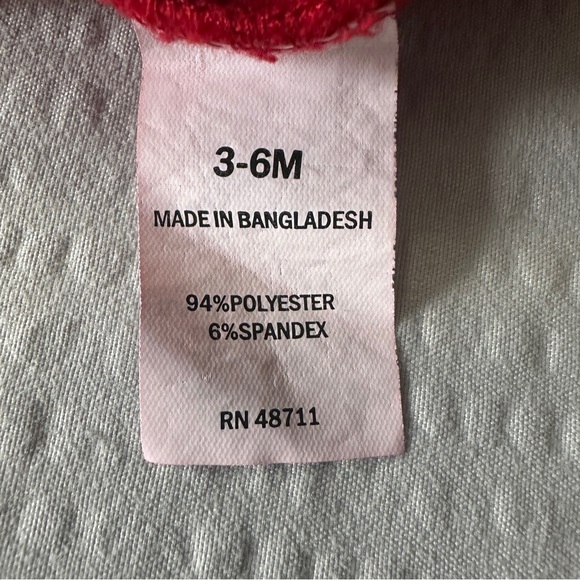 3-6M
MADE IN BANGLADESH
94%POLYESTER
6%SPANDEX
RN 48711